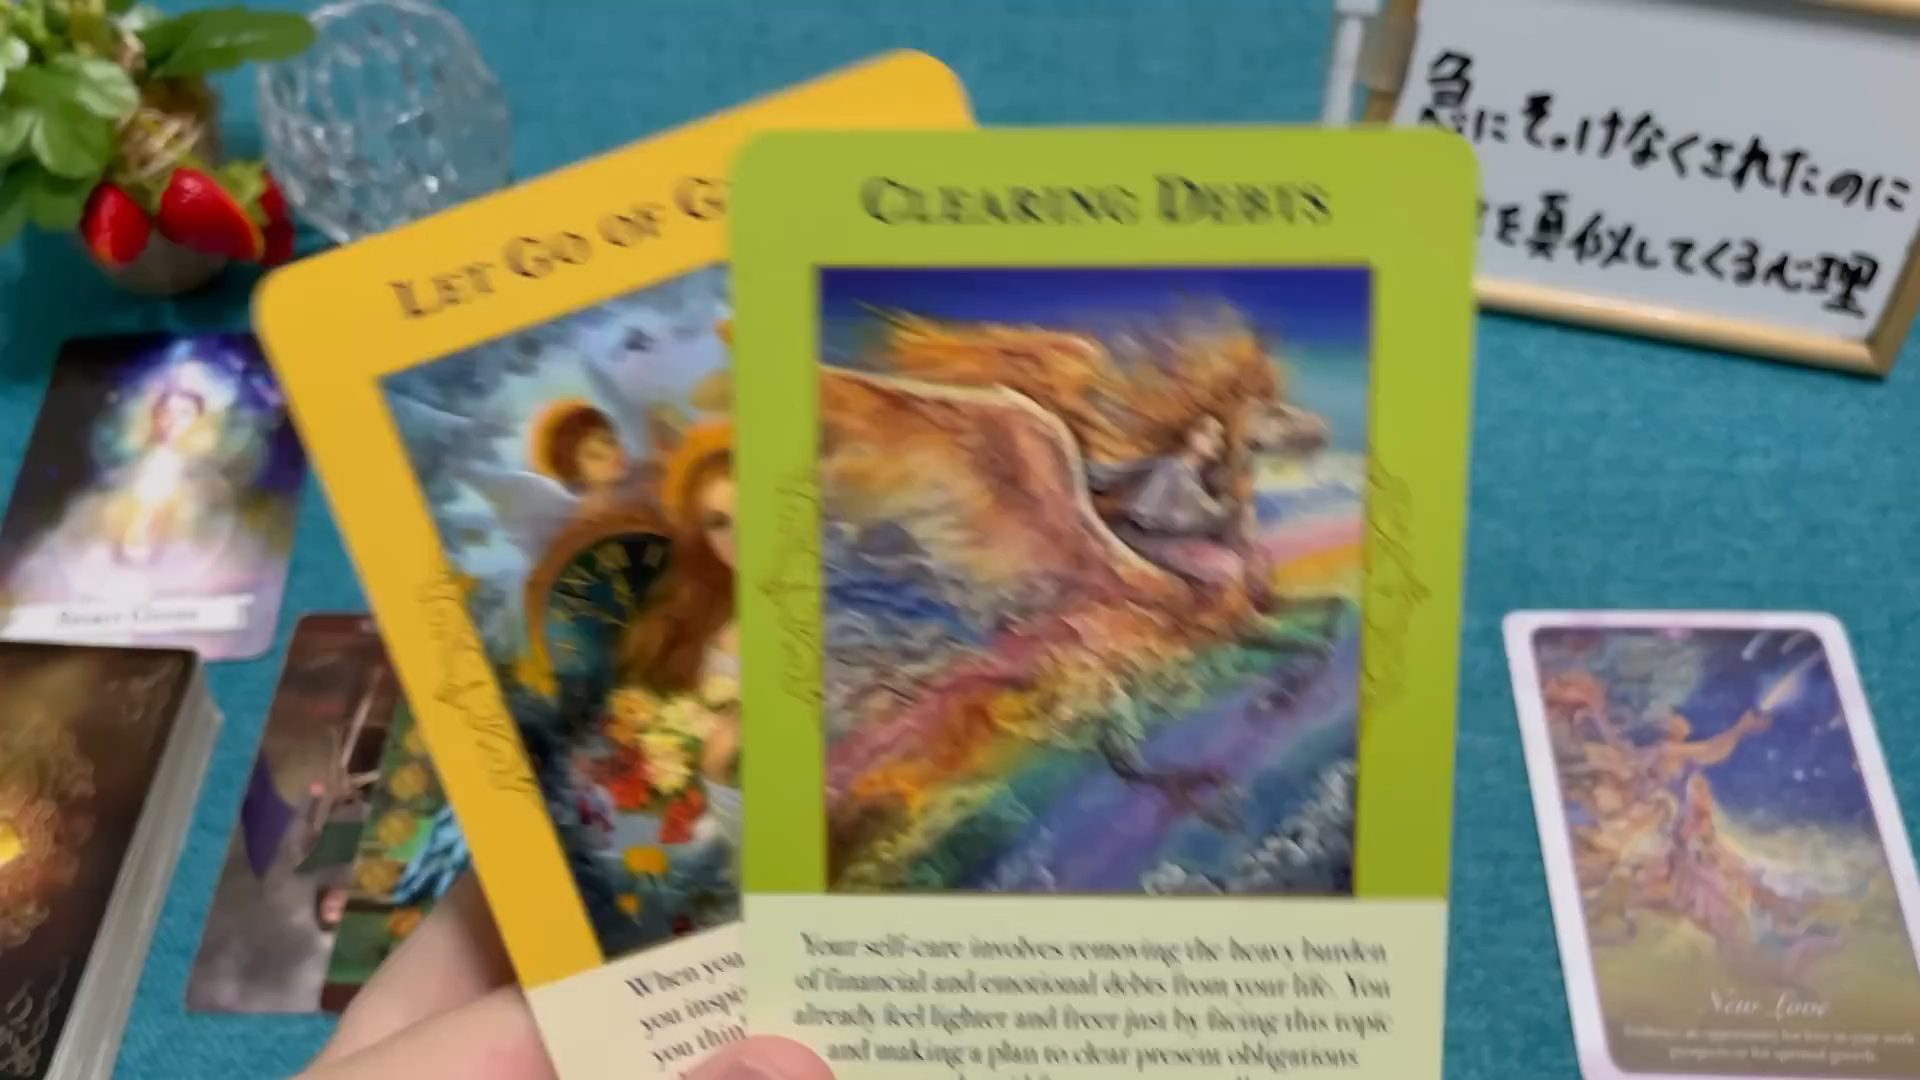 急にそっけなくされたのに
を真似してくる心理
LET GO OF G
CLEARING DEBTS
Your self-care involves removing the heavy burden
of financial and emotional debts from your life. You
already feel lighter and freer just by facing this topic
and making a plan to clear present obligations
When you
you inspi
you thin
New Love